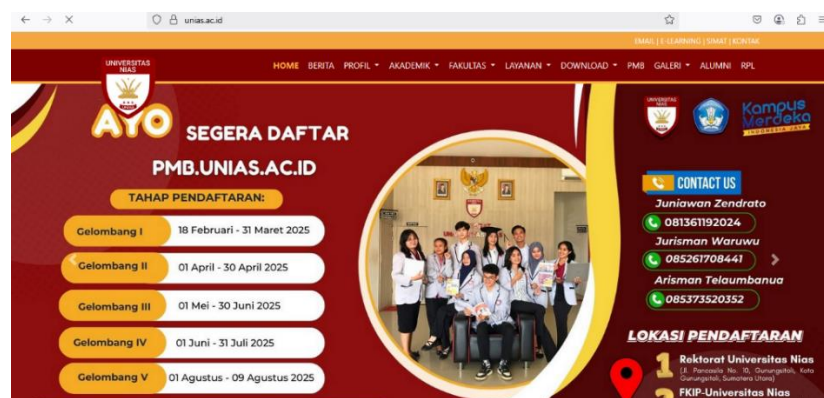 unias.ac.id
EMAIL | E-LEARNING | SIMAT | KONTAK
UNIVERSITAS
NIAS
HOME BERITA PROFIL AKADEMIK FAKULTAS LAYANAN DOWNLOAD PMB GALERI ALUMNI RPL
AYO SEGERA DAFTAR
PMB.UNIAS.AC.ID
TAHAP PENDAFTARAN:
Gelombang I 18 Februari - 31 Maret 2025
Gelombang II 01 April - 30 April 2025
Gelombang III 01 Mei - 30 Juni 2025
Gelombang IV 01 Juni - 31 Juli 2025
Gelombang V 01 Agustus - 09 Agustus 2025
UNIVERSITAS
NIAS
Kampus
Merdeka
INDONESIA JAYA
CONTACT US
Juniawan Zendrato
081361192024
Jurisman Waruwu
085261708441
Arisman Telaumbanua
085373520352
LOKASI PENDAFTARAN
1 Rektorat Universitas Nias
(Jl. Pancasila No. 10, Gunungsitoli, Kota
Gunungsitoli, Sumatera Utara)
2 FKIP-Universitas Nias